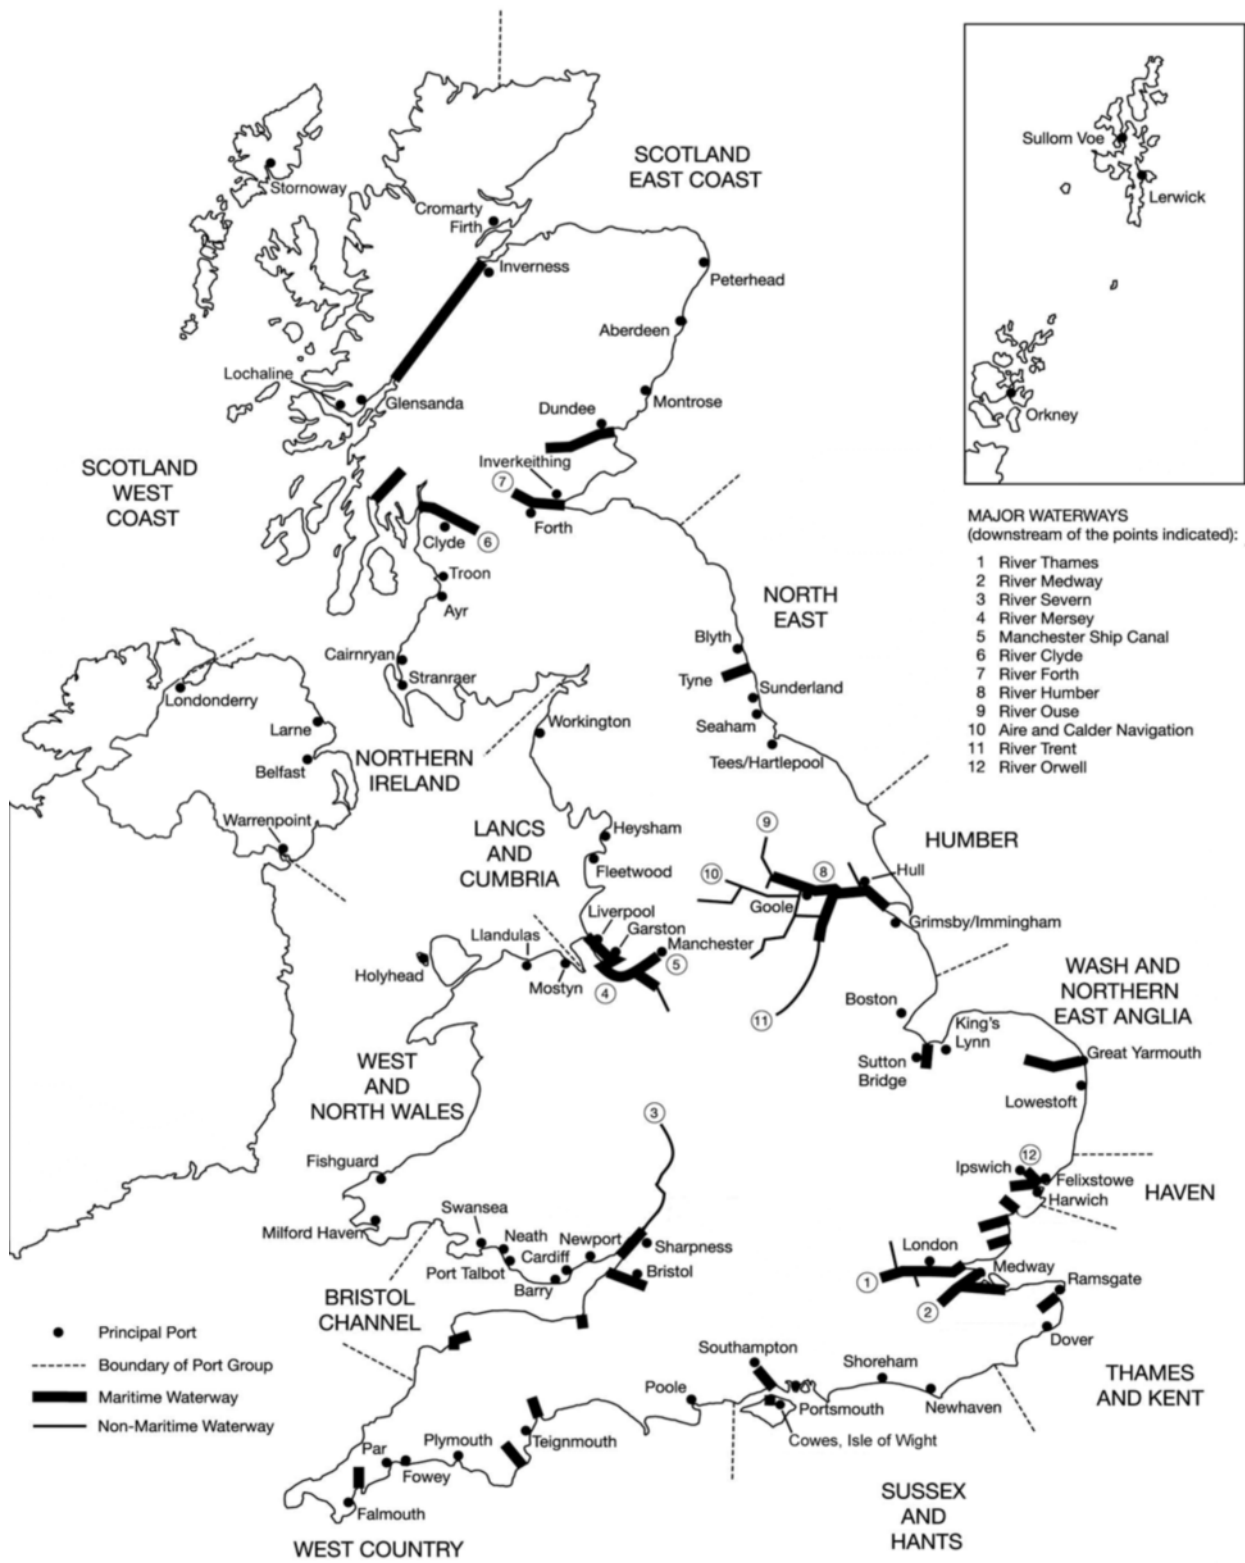 SCOTLAND
EAST COAST
Stornoway
Cromarty
Firth
Inverness
Peterhead
Aberdeen
Lochaline
Glensanda
Montrose
Dundee
Inverkeithing
7
Forth
SCOTLAND
WEST
COAST
Clyde
6
Troon
Ayr
Cairnryan
Stranraer
Sullom Voe
Lerwick
Orkney
MAJOR WATERWAYS
(downstream of the points indicated):
1 River Thames
2 River Medway
3 River Severn
4 River Mersey
5 Manchester Ship Canal
6 River Clyde
7 River Forth
8 River Humber
9 River Ouse
10 Aire and Calder Navigation
11 River Trent
12 River Orwell
NORTH
EAST
Blyth
Tyne
Sunderland
Seaham
Tees/Hartlepool
Londonderry
Larne
Belfast
Warrenpoint
NORTHERN
IRELAND
Workington
LANCS
AND
CUMBRIA
Heysham
Fleetwood
Liverpool
Garston
Manchester
5
4
HUMBER
9
10
8
Hull
Goole
Grimsby/Immingham
11
Llandulas
Holyhead
Mostyn
WEST
AND
NORTH WALES
Fishguard
Milford Haven
WASH AND
NORTHERN
EAST ANGLIA
Boston
King's
Lynn
Sutton
Bridge
Great Yarmouth
Lowestoft
12
Ipswich
Felixstowe
Harwich
HAVEN
3
Swansea
Neath
Port Talbot
Cardiff
Barry
Newport
Sharpness
Bristol
BRISTOL
CHANNEL
London
Medway
1
2
Ramsgate
Dover
THAMES
AND KENT
Southampton
Shoreham
Poole
Portsmouth
Newhaven
Cowes, Isle of Wight
SUSSEX
AND
HANTS
Teignmouth
Plymouth
Par
Fowey
Falmouth
WEST COUNTRY
Principal Port
Boundary of Port Group
Maritime Waterway
Non-Maritime Waterway